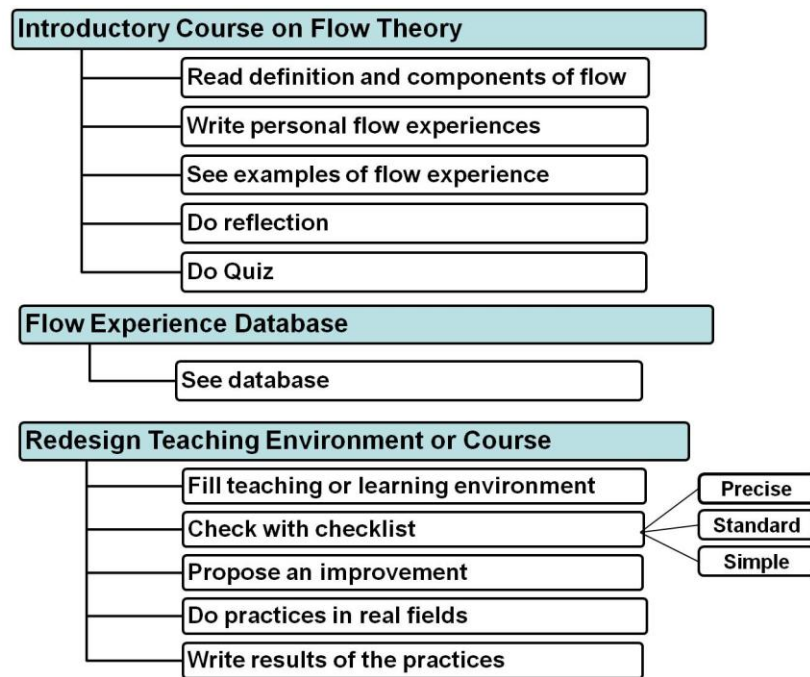 Introductory Course on Flow Theory
Read definition and components of flow
Write personal flow experiences
See examples of flow experience
Do reflection
Do Quiz
Flow Experience Database
See database
Redesign Teaching Environment or Course
Fill teaching or learning environment
Check with checklist
Precise
Standard
Simple
Propose an improvement
Do practices in real fields
Write results of the practices